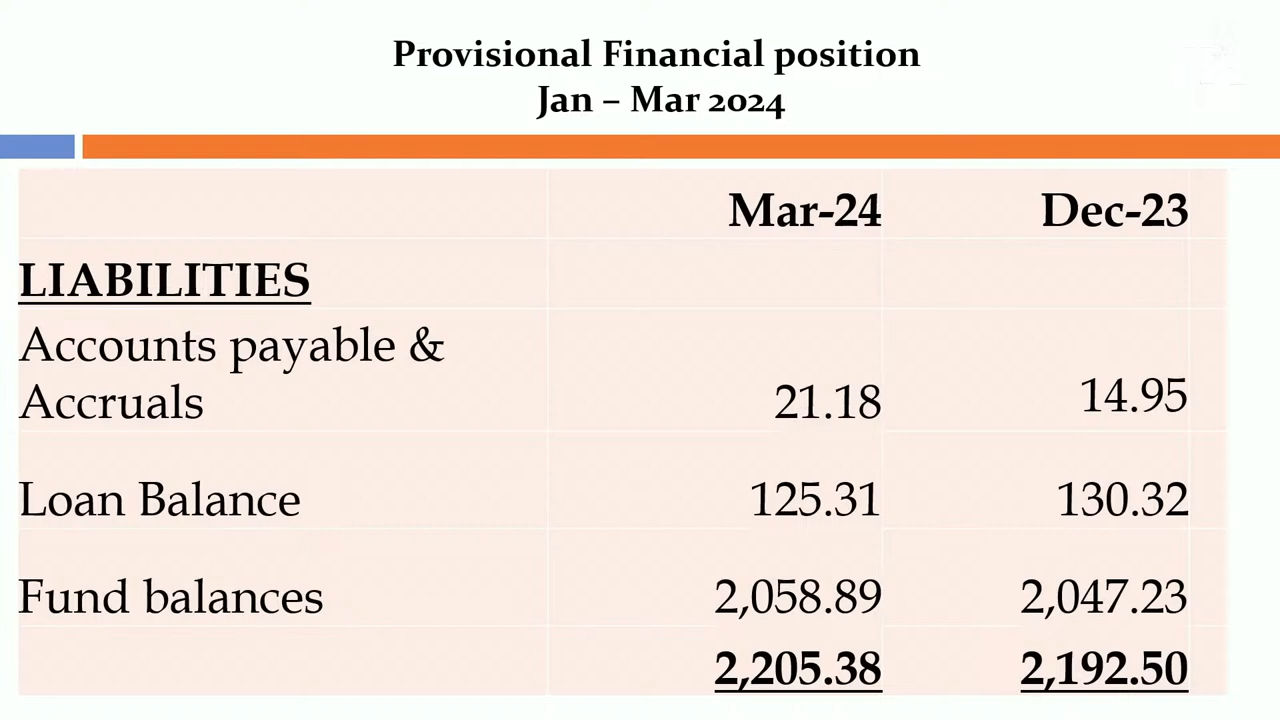 Provisional Financial position
Jan – Mar 2024
Mar-24 Dec-23
LIABILITIES
Accounts payable &
Accruals 21.18 14.95
Loan Balance 125.31 130.32
Fund balances 2,058.89 2,047.23
2,205.38 2,192.50